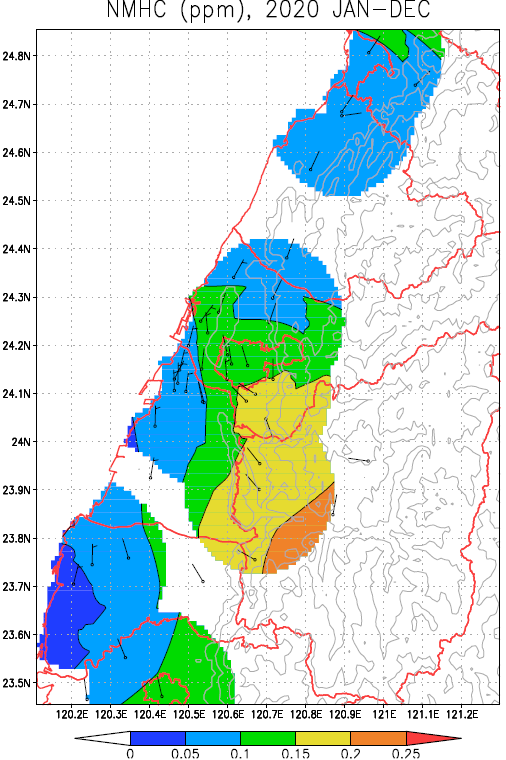 NMHC (ppm), 2020 JAN-DEC
24.8N
24.7N
24.6N
24.5N
24.4N
24.3N
24.2N
24.1N
24N
23.9N
23.8N
23.7N
23.6N
23.5N
120.2E 120.3E 120.4E 120.5E 120.6E 120.7E 120.8E 120.9E 121E 121.1E 121.2E
0 0.05 0.1 0.15 0.2 0.25